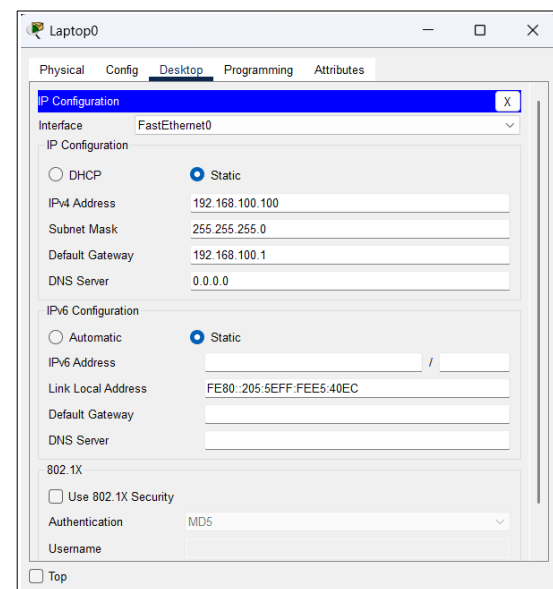 Laptop0
Physical Config Desktop Programming Attributes
IP Configuration X
Interface FastEthernet0
IP Configuration
DHCP Static
IPv4 Address 192.168.100.100
Subnet Mask 255.255.255.0
Default Gateway 192.168.100.1
DNS Server 0.0.0.0
IPv6 Configuration
Automatic Static
IPv6 Address /
Link Local Address FE80::205:5EFF:FEE5:40EC
Default Gateway
DNS Server
802.1X
Use 802.1X Security
Authentication MD5
Username
Top